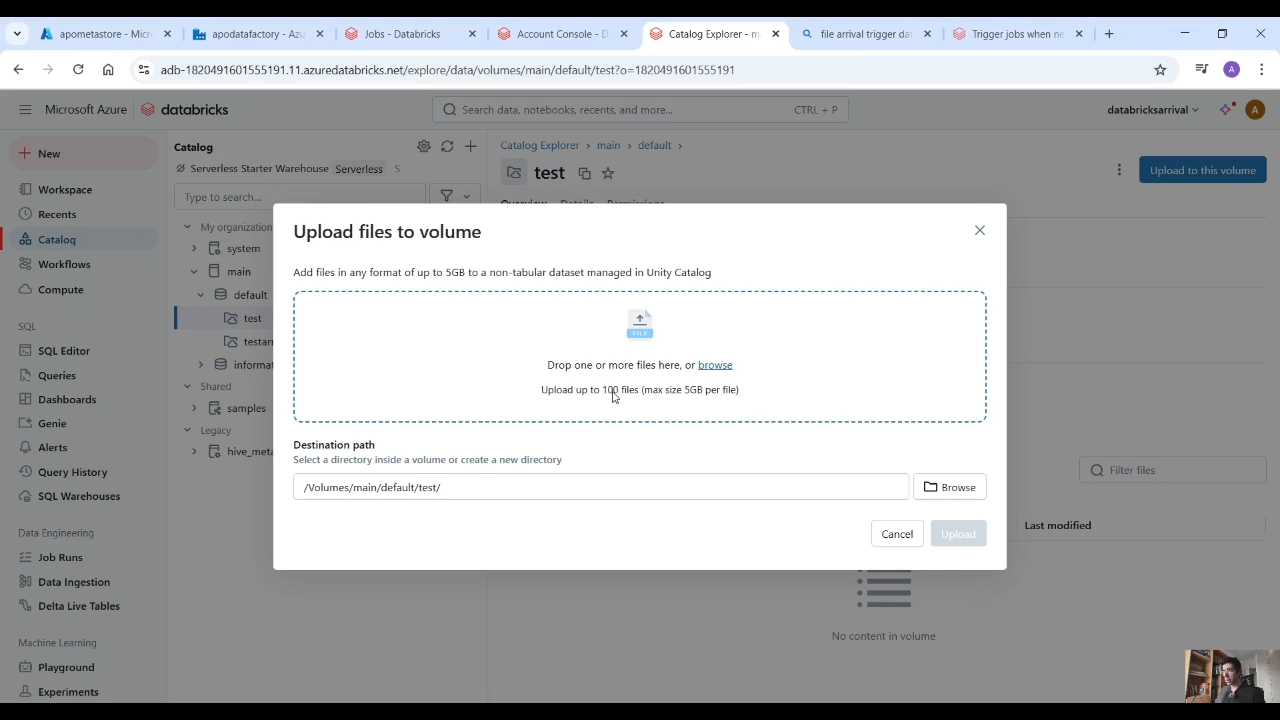 apometastore - Micr
apodatafactory - Azu
Jobs - Databricks
Account Console - D
Catalog Explorer - m
file arrival trigger da
Trigger jobs when ne
adb-1820491601555191.11.azuredatabricks.net/explore/data/volumes/main/default/test?o=1820491601555191
A
Microsoft Azure
databricks
Search data, notebooks, recents, and more...
CTRL + P
databricksarrival
A
New
Workspace
Recents
Catalog
Workflows
Compute
SQL
SQL Editor
Queries
Dashboards
Genie
Alerts
Query History
SQL Warehouses
Data Engineering
Job Runs
Data Ingestion
Delta Live Tables
Machine Learning
Playground
Experiments
Catalog
Serverless Starter Warehouse
Serverless
S
Type to search...
My organization
system
main
default
test
testarr
informat
Shared
samples
Legacy
hive_meta
Catalog Explorer > main > default >
test
Upload to this volume
Overview
Details
Permissions
Upload files to volume
Add files in any format of up to 5GB to a non-tabular dataset managed in Unity Catalog
FILE
Drop one or more files here, or browse
Upload up to 100 files (max size 5GB per file)
Destination path
Select a directory inside a volume or create a new directory
/Volumes/main/default/test/
Browse
Cancel
Upload
Filter files
Last modified
No content in volume